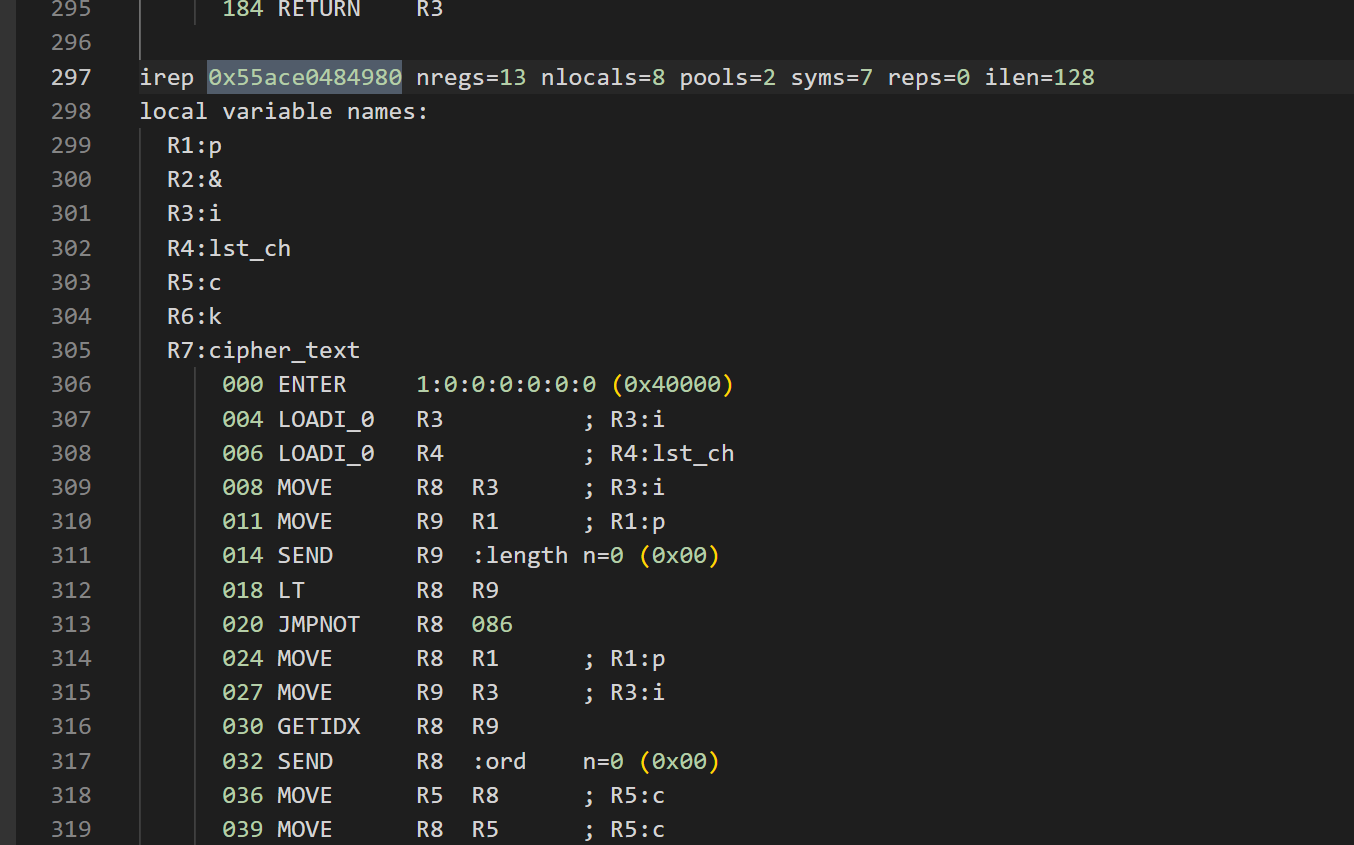 295 184 RETURN R3
296
297 irep 0x55ace0484980 nregs=13 nlocals=8 pools=2 syms=7 reps=0 ilen=128
298 local variable names:
299 R1:p
300 R2:&
301 R3:i
302 R4:lst_ch
303 R5:c
304 R6:k
305 R7:cipher_text
306 000 ENTER 1:0:0:0:0:0:0 (0x40000)
307 004 LOADI_0 R3 ; R3:i
308 006 LOADI_0 R4 ; R4:lst_ch
309 008 MOVE R8 R3 ; R3:i
310 011 MOVE R9 R1 ; R1:p
311 014 SEND R9 :length n=0 (0x00)
312 018 LT R8 R9
313 020 JMPNOT R8 086
314 024 MOVE R8 R1 ; R1:p
315 027 MOVE R9 R3 ; R3:i
316 030 GETIDX R8 R9
317 032 SEND R8 :ord n=0 (0x00)
318 036 MOVE R5 R8 ; R5:c
319 039 MOVE R8 R5 ; R5:c